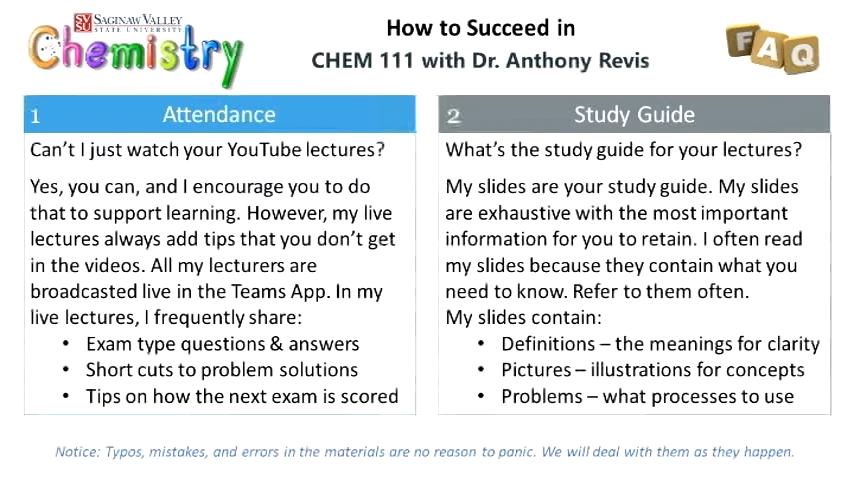 SVSU SAGINAW VALLEY
STATE UNIVERSITY
Chemistry
How to Succeed in
CHEM 111 with Dr. Anthony Revis
FAQ
1 Attendance
Can't I just watch your YouTube lectures?
Yes, you can, and I encourage you to do
that to support learning. However, my live
lectures always add tips that you don't get
in the videos. All my lecturers are
broadcasted live in the Teams App. In my
live lectures, I frequently share:
• Exam type questions & answers
• Short cuts to problem solutions
• Tips on how the next exam is scored
2 Study Guide
What's the study guide for your lectures?
My slides are your study guide. My slides
are exhaustive with the most important
information for you to retain. I often read
my slides because they contain what you
need to know. Refer to them often.
My slides contain:
• Definitions – the meanings for clarity
• Pictures – illustrations for concepts
• Problems – what processes to use
Notice: Typos, mistakes, and errors in the materials are no reason to panic. We will deal with them as they happen.